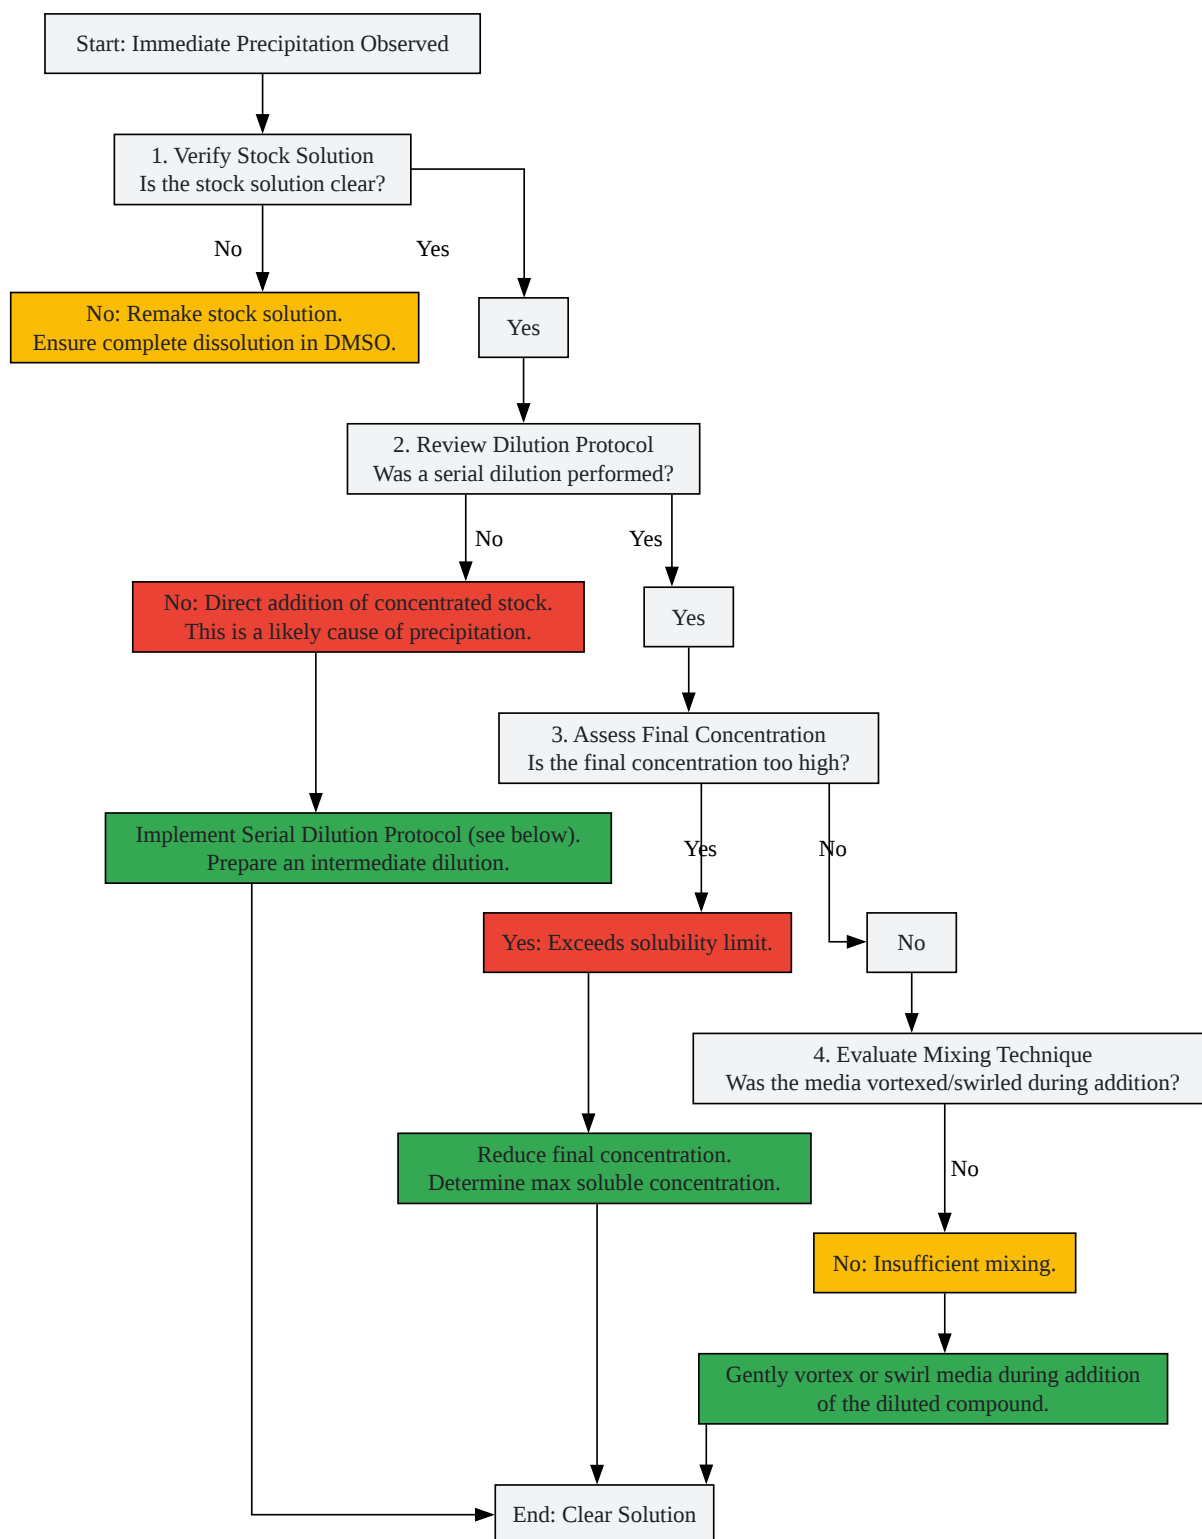 Start: Immediate Precipitation Observed
1. Verify Stock Solution
Is the stock solution clear?
No
Yes
No: Remake stock solution.
Ensure complete dissolution in DMSO.
Yes
2. Review Dilution Protocol
Was a serial dilution performed?
No
Yes
No: Direct addition of concentrated stock.
This is a likely cause of precipitation.
Yes
3. Assess Final Concentration
Is the final concentration too high?
Implement Serial Dilution Protocol (see below).
Prepare an intermediate dilution.
Yes
No
Yes: Exceeds solubility limit.
No
4. Evaluate Mixing Technique
Was the media vortexed/swirled during addition?
Reduce final concentration.
Determine max soluble concentration.
No
No: Insufficient mixing.
Gently vortex or swirl media during addition
of the diluted compound.
End: Clear Solution